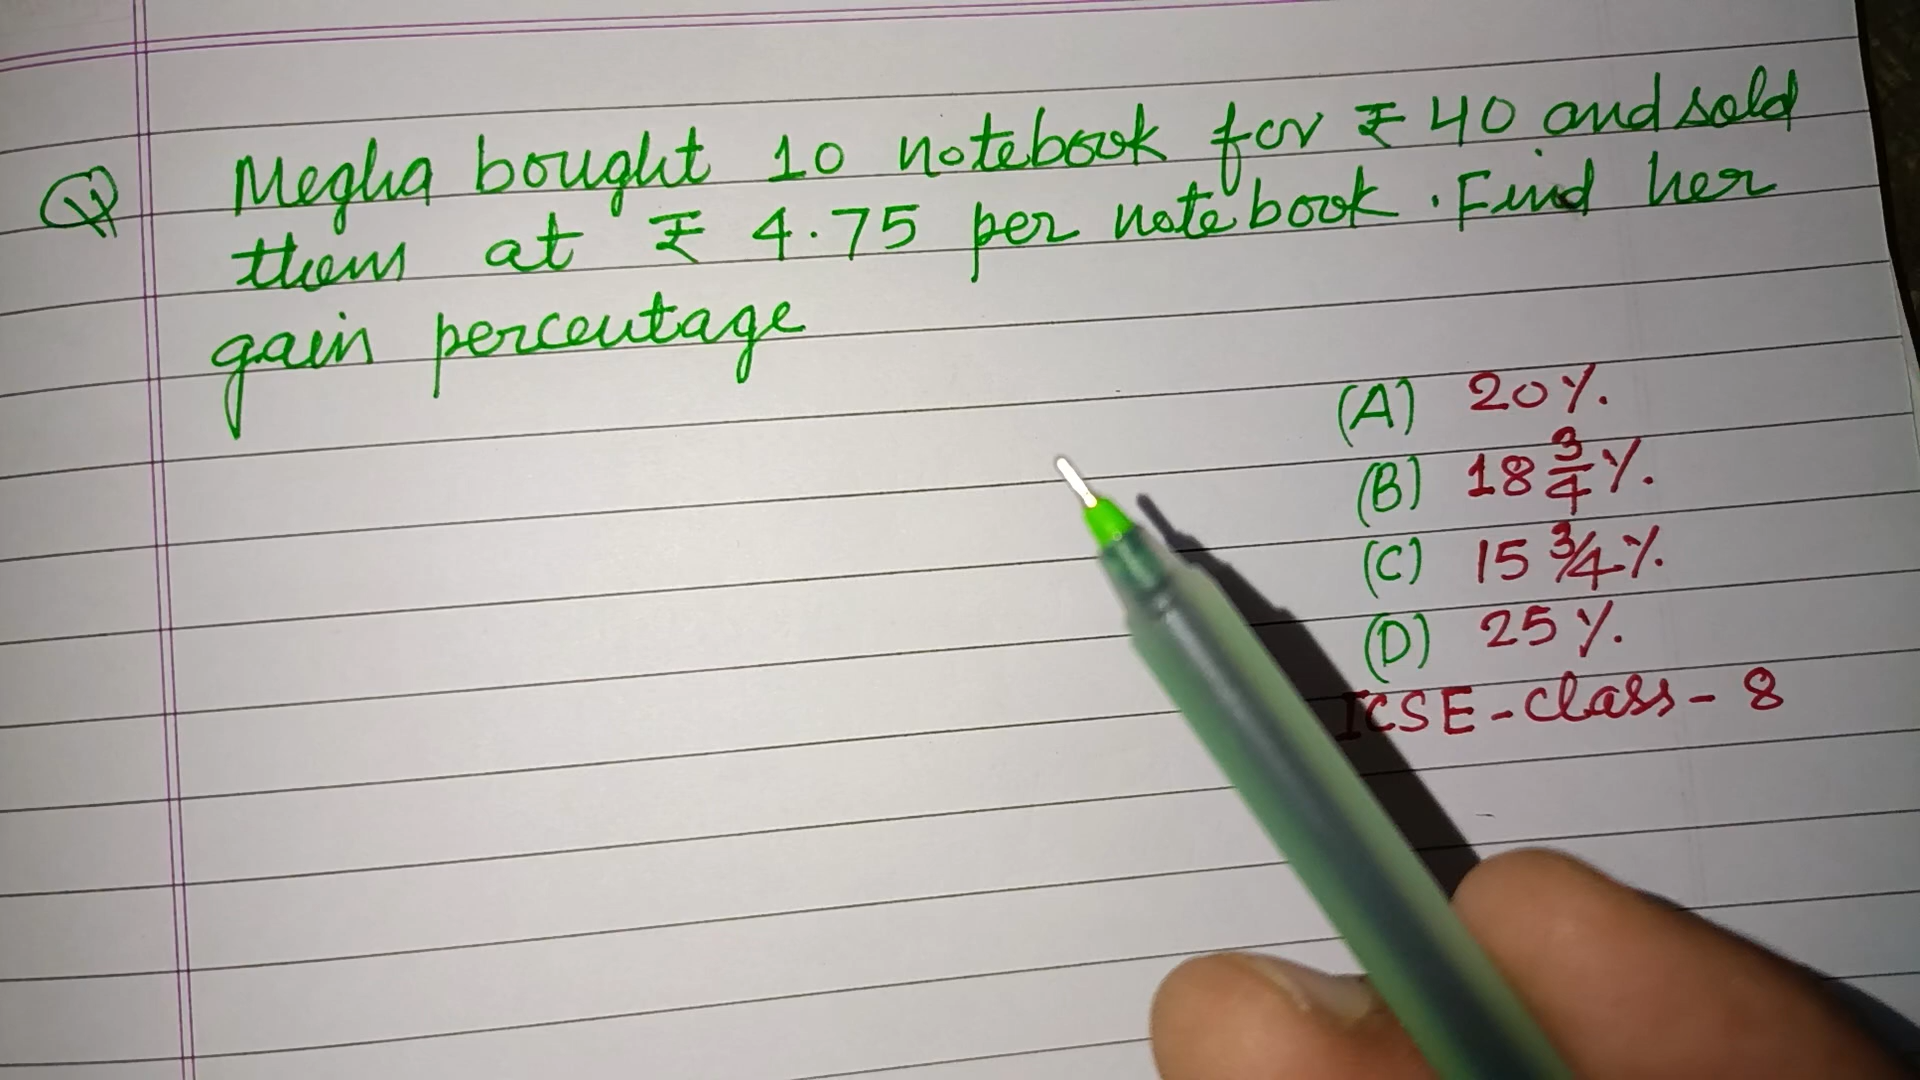 Q Megha bought 10 notebook for ₹ 40 and sold
them at ₹ 4.75 per notebook. Find her
gain percentage
(A) 20%.
(B) 18 3/4 %.
(C) 15 3/4 %.
(D) 25 %.
ICSE - Class - 8